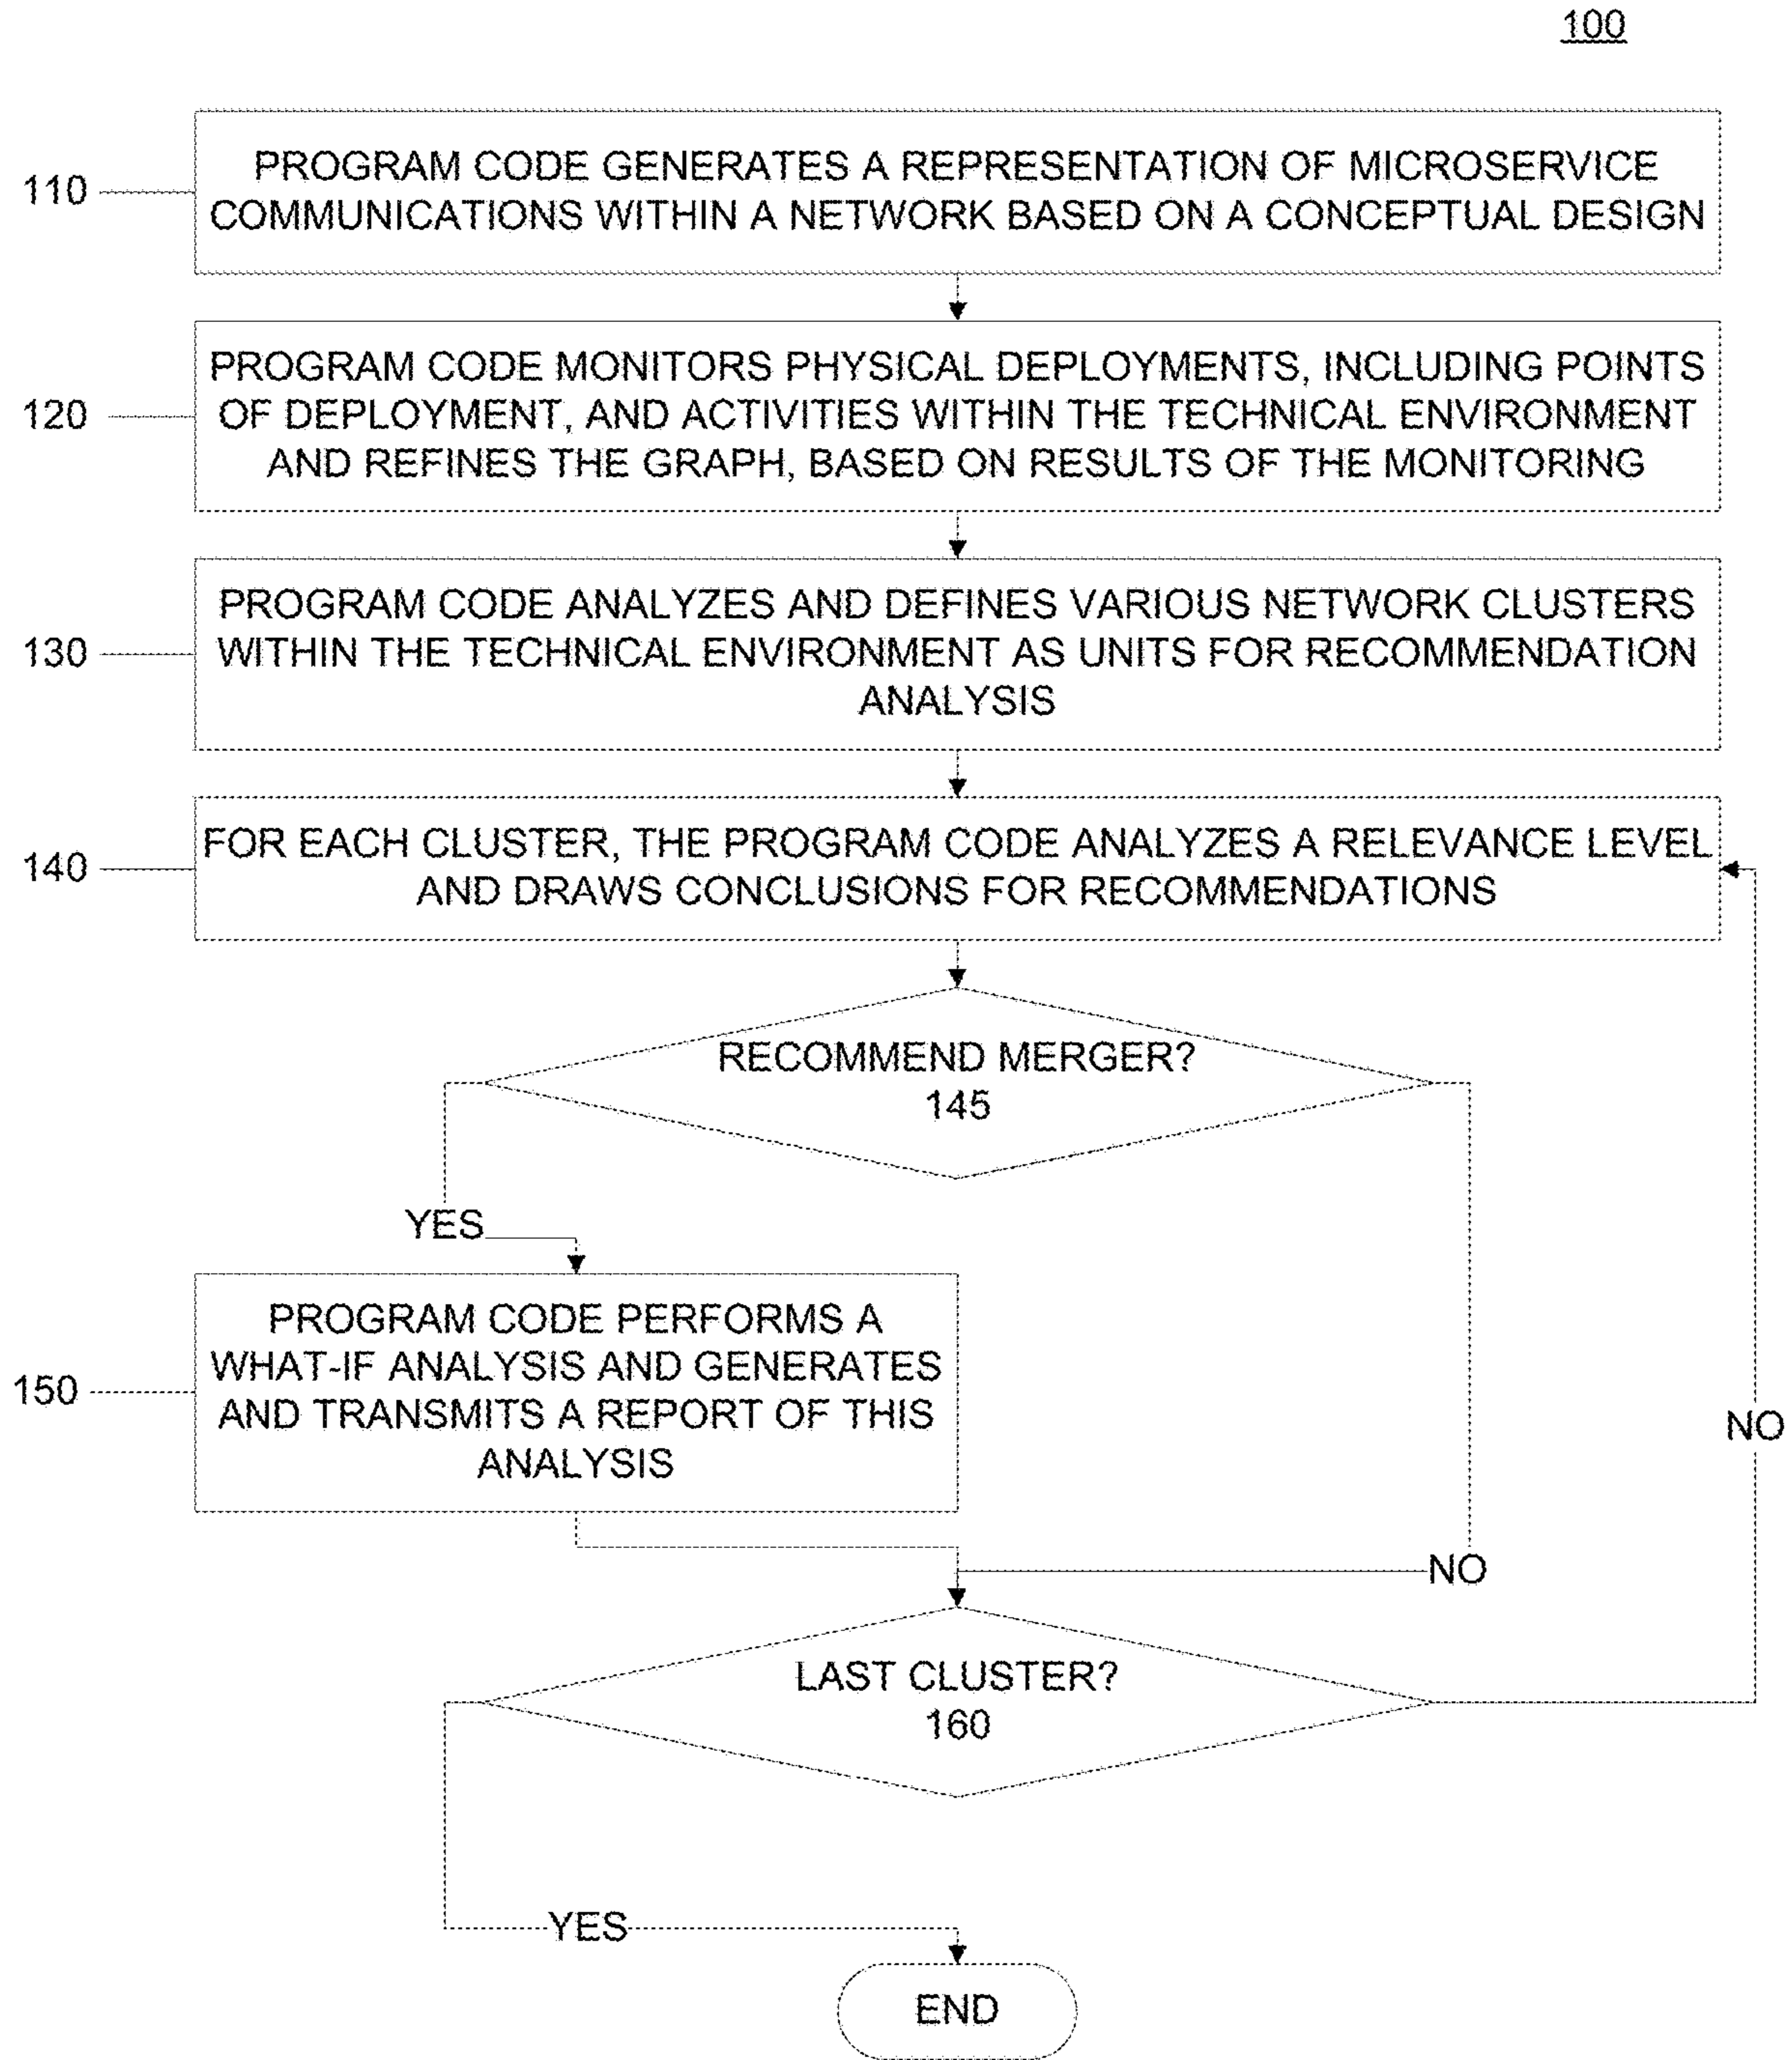 100
110
PROGRAM CODE GENERATES A REPRESENTATION OF MICROSERVICE
COMMUNICATIONS WITHIN A NETWORK BASED ON A CONCEPTUAL DESIGN
120
PROGRAM CODE MONITORS PHYSICAL DEPLOYMENTS, INCLUDING POINTS
OF DEPLOYMENT, AND ACTIVITIES WITHIN THE TECHNICAL ENVIRONMENT
AND REFINES THE GRAPH, BASED ON RESULTS OF THE MONITORING
130
PROGRAM CODE ANALYZES AND DEFINES VARIOUS NETWORK CLUSTERS
WITHIN THE TECHNICAL ENVIRONMENT AS UNITS FOR RECOMMENDATION
ANALYSIS
140
FOR EACH CLUSTER, THE PROGRAM CODE ANALYZES A RELEVANCE LEVEL
AND DRAWS CONCLUSIONS FOR RECOMMENDATIONS
RECOMMEND MERGER?
145
YES
150
PROGRAM CODE PERFORMS A
WHAT-IF ANALYSIS AND GENERATES
AND TRANSMITS A REPORT OF THIS
ANALYSIS
NO
NO
LAST CLUSTER?
160
YES
END